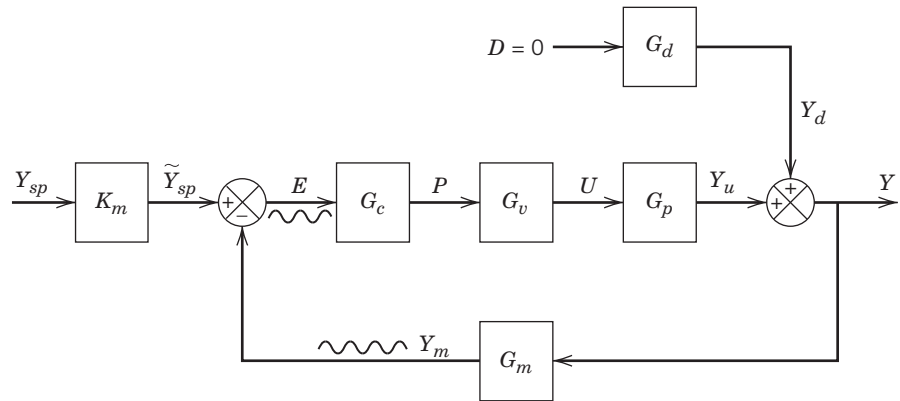 D = 0
G_d
Y_d
Y_sp
K_m
Ỹ_sp
+
−
E
G_c
P
G_v
U
G_p
Y_u
+
+
Y
Y_m
G_m